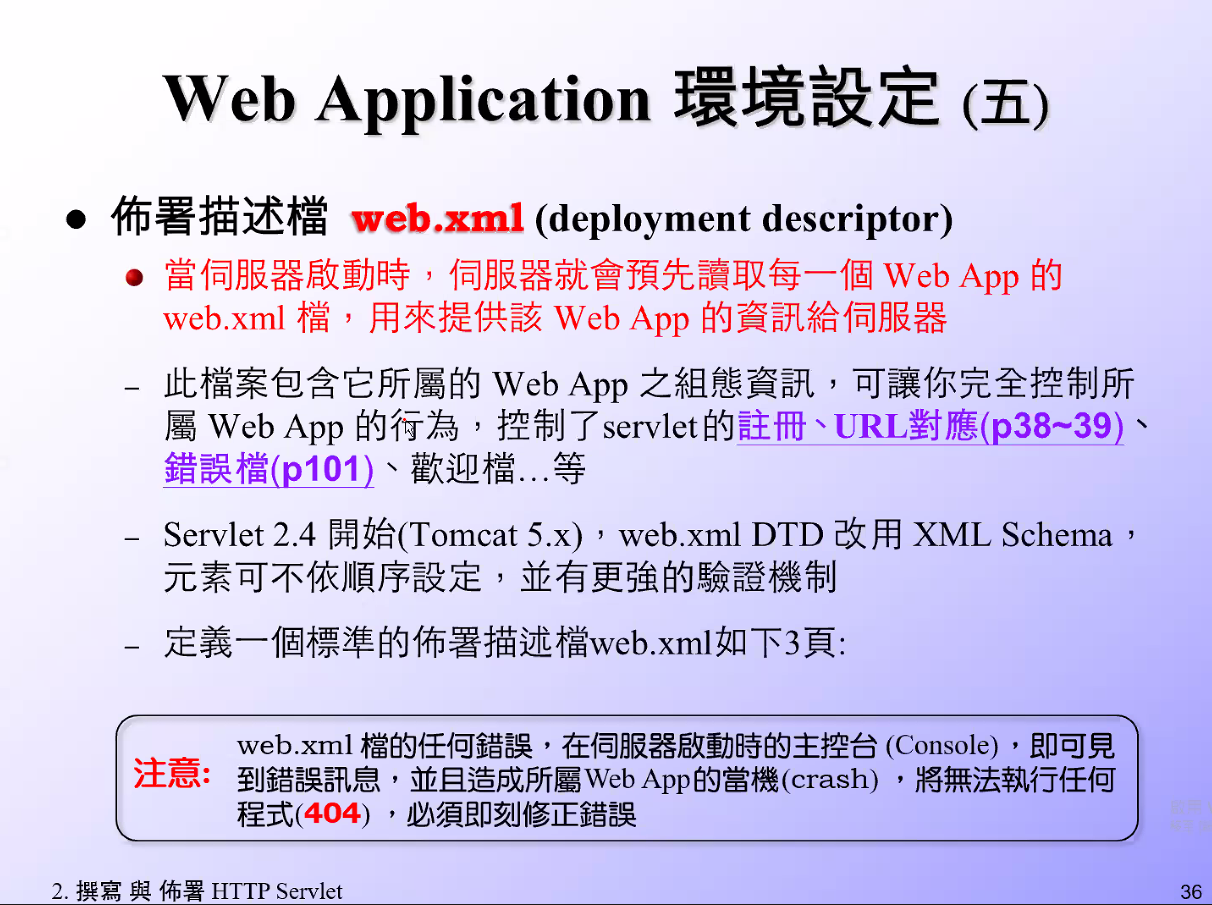 Web Application 環境設定 (五)
● 佈署描述檔 web.xml (deployment descriptor)
● 當伺服器啟動時，伺服器就會預先讀取每一個 Web App 的
web.xml 檔，用來提供該 Web App 的資訊給伺服器
– 此檔案包含它所屬的 Web App 之組態資訊，可讓你完全控制所
屬 Web App 的行為，控制了servlet的註冊、URL對應(p38~39)、
錯誤檔(p101)、歡迎檔…等
– Servlet 2.4 開始(Tomcat 5.x)，web.xml DTD 改用 XML Schema，
元素可不依順序設定，並有更強的驗證機制
– 定義一個標準的佈署描述檔web.xml如下3頁:
注意:
web.xml 檔的任何錯誤，在伺服器啟動時的主控台 (Console)，即可見
到錯誤訊息，並且造成所屬Web App的當機(crash) ，將無法執行任何
程式(404) ，必須即刻修正錯誤
2. 撰寫 與 佈署 HTTP Servlet
36